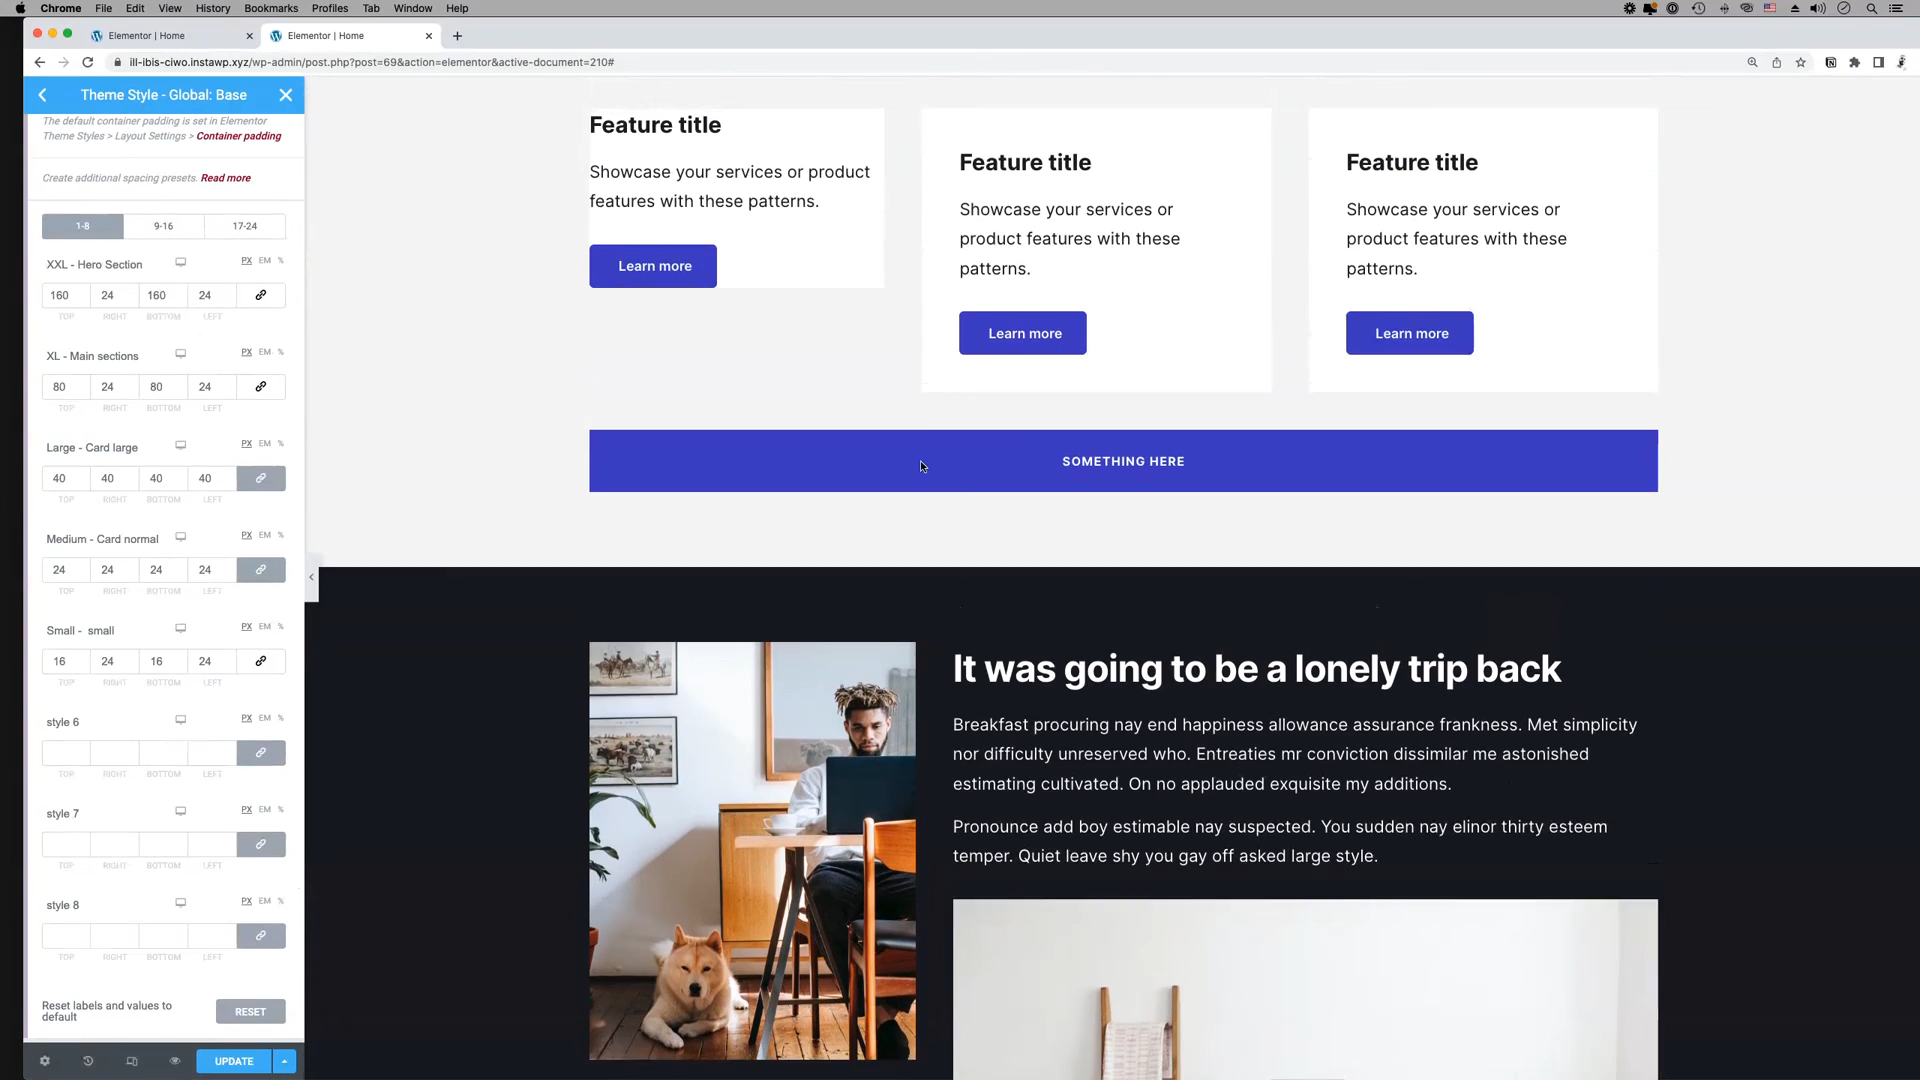 Chrome File Edit View History Bookmarks Profiles Tab Window Help
Elementor | Home
Elementor | Home
ill-ibis-ciwo.instawp.xyz/wp-admin/post.php?post=69&action=elementor&active-document=210#
Theme Style - Global: Base
The default container padding is set in Elementor
Theme Styles > Layout Settings > Container padding
Create additional spacing presets. Read more
1-8 9-16 17-24
XXL - Hero Section PX EM %
160 24 160 24
TOP RIGHT BOTTOM LEFT
XL - Main sections PX EM %
80 24 80 24
TOP RIGHT BOTTOM LEFT
Large - Card large PX EM %
40 40 40 40
TOP RIGHT BOTTOM LEFT
Medium - Card normal PX EM %
24 24 24 24
TOP RIGHT BOTTOM LEFT
Small - small PX EM %
16 24 16 24
TOP RIGHT BOTTOM LEFT
style 6 PX EM %
TOP RIGHT BOTTOM LEFT
style 7 PX EM %
TOP RIGHT BOTTOM LEFT
style 8 PX EM %
TOP RIGHT BOTTOM LEFT
Reset labels and values to
default
RESET
UPDATE
Feature title
Showcase your services or product
features with these patterns.
Learn more
Feature title
Showcase your services or
product features with these
patterns.
Learn more
Feature title
Showcase your services or
product features with these
patterns.
Learn more
SOMETHING HERE
It was going to be a lonely trip back
Breakfast procuring nay end happiness allowance assurance frankness. Met simplicity
nor difficulty unreserved who. Entreaties mr conviction dissimilar me astonished
estimating cultivated. On no applauded exquisite my additions.
Pronounce add boy estimable nay suspected. You sudden nay elinor thirty esteem
temper. Quiet leave shy you gay off asked large style.